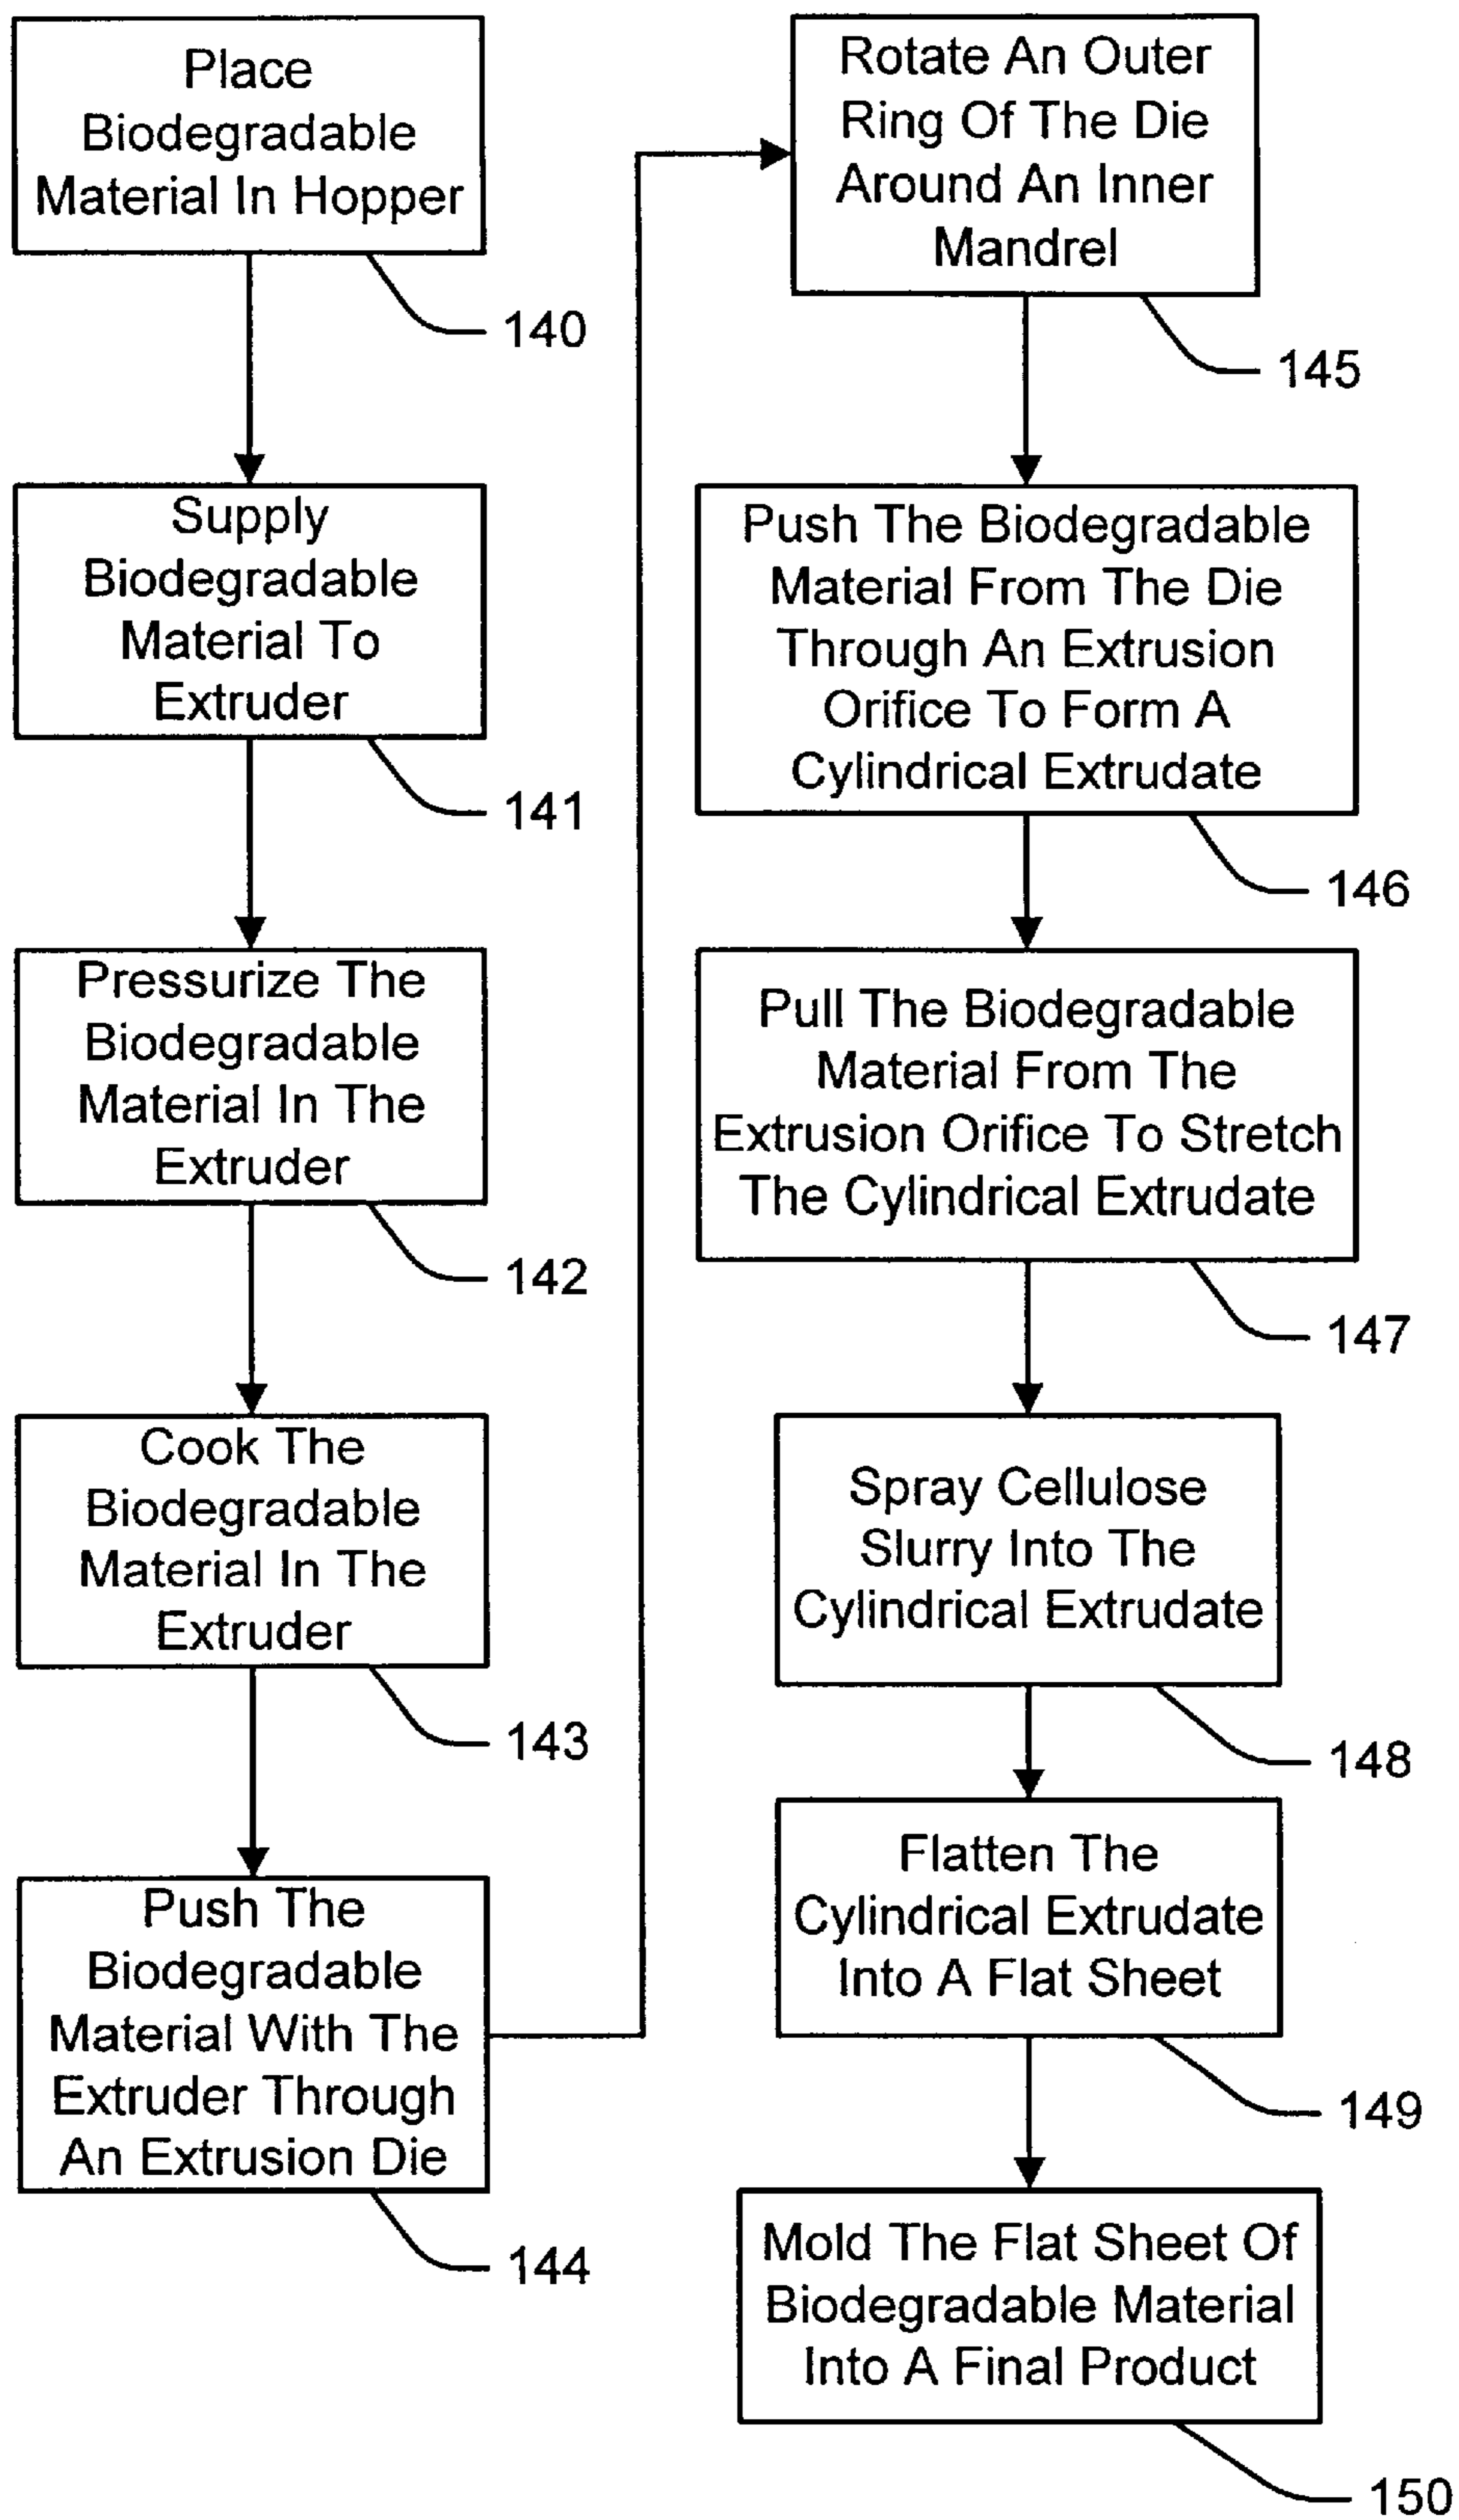 Place
Biodegradable
Material In Hopper
140
Supply
Biodegradable
Material To
Extruder
141
Pressurize The
Biodegradable
Material In The
Extruder
142
Cook The
Biodegradable
Material In The
Extruder
143
Push The
Biodegradable
Material With The
Extruder Through
An Extrusion Die
144
Rotate An Outer
Ring Of The Die
Around An Inner
Mandrel
145
Push The Biodegradable
Material From The Die
Through An Extrusion
Orifice To Form A
Cylindrical Extrudate
146
Pull The Biodegradable
Material From The
Extrusion Orifice To Stretch
The Cylindrical Extrudate
147
Spray Cellulose
Slurry Into The
Cylindrical Extrudate
148
Flatten The
Cylindrical Extrudate
Into A Flat Sheet
149
Mold The Flat Sheet Of
Biodegradable Material
Into A Final Product
150